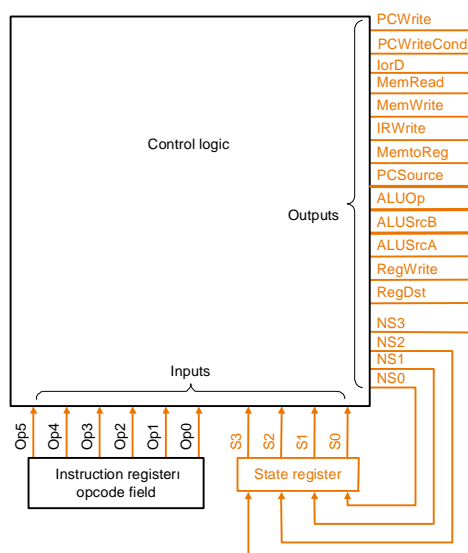 PCWrite
PCWriteCond
IorD
MemRead
MemWrite
IRWrite
Control logic
MemtoReg
PCSource
ALUOp
Outputs
ALUSrcB
ALUSrcA
RegWrite
RegDst
NS3
NS2
NS1
Inputs
NS0
Op5 Op4 Op3 Op2 Op1 Op0 S3 S2 S1 S0
Instruction registerı State register
opcode field